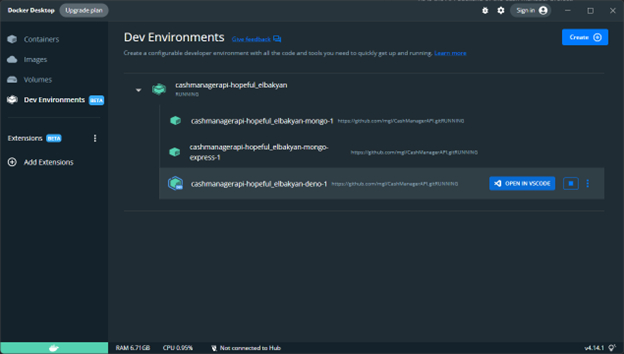 Docker Desktop Upgrade plan Sign in
Containers
Images
Volumes
Dev Environments BETA
Extensions BETA
Add Extensions
Dev Environments Give feedback
Create
Create a configurable developer environment with all the code and tools you need to quickly get up and running. Learn more
cashmanagerapi-hopeful_elbakyan
RUNNING
cashmanagerapi-hopeful_elbakyan-mongo-1 https://github.com/mgl/CashManagerAPI.gitRUNNING
cashmanagerapi-hopeful_elbakyan-mongo-
express-1 https://github.com/mgl/CashManagerAPI.gitRUNNING
cashmanagerapi-hopeful_elbakyan-deno-1 https://github.com/mgl/CashManagerAPI.gitRUNNING OPEN IN VSCODE
RAM 6.71GB CPU 0.95% Not connected to Hub v4.14.1